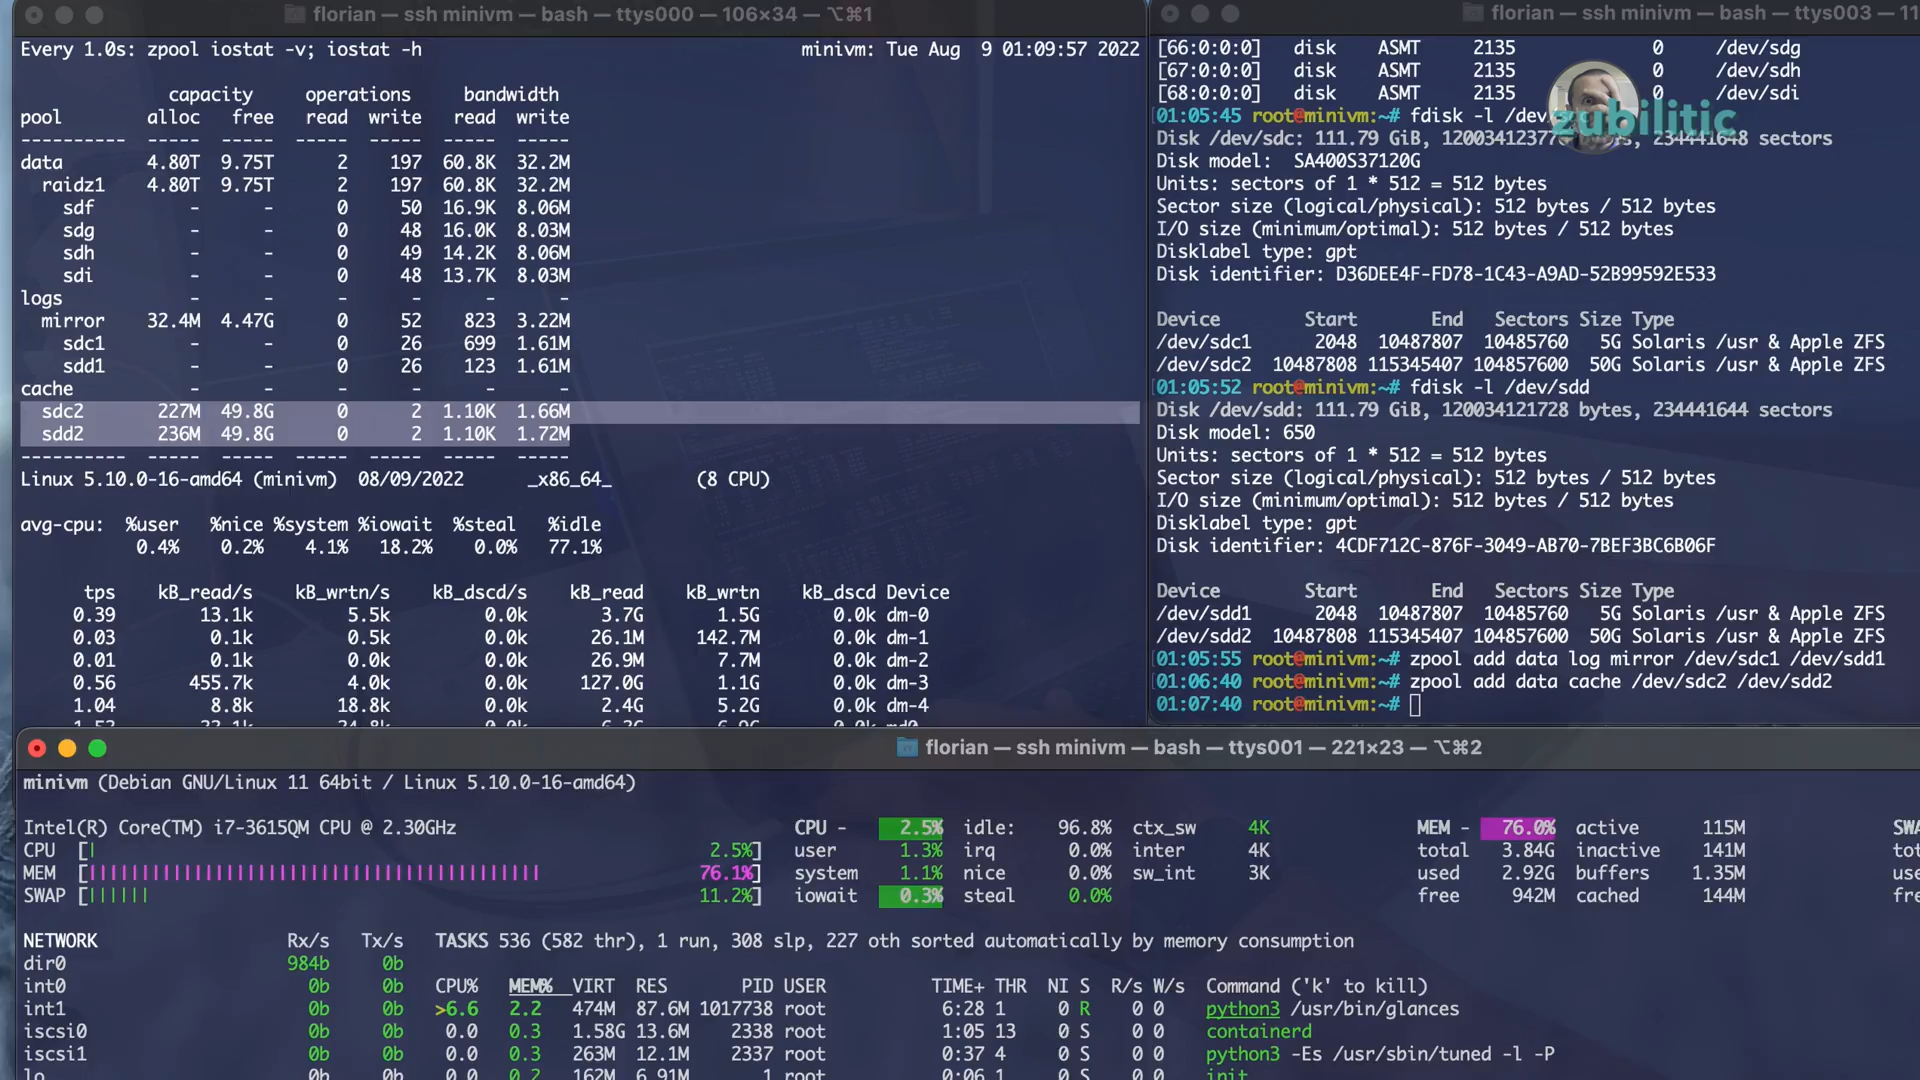 florian — ssh minivm — bash — ttys000 — 106×34 — ⌥⌘1
Every 1.0s: zpool iostat -v; iostat -h minivm: Tue Aug 9 01:09:57 2022
capacity operations bandwidth
pool alloc free read write read write
---------- ----- ----- ----- ----- ----- -----
data 4.80T 9.75T 2 197 60.8K 32.2M
raidz1 4.80T 9.75T 2 197 60.8K 32.2M
sdf - - 0 50 16.9K 8.06M
sdg - - 0 48 16.0K 8.03M
sdh - - 0 49 14.2K 8.06M
sdi - - 0 48 13.7K 8.03M
logs - - - - - -
mirror 32.4M 4.47G 0 52 823 3.22M
sdc1 - - 0 26 699 1.61M
sdd1 - - 0 26 123 1.61M
cache - - - - - -
sdc2 227M 49.8G 0 2 1.10K 1.66M
sdd2 236M 49.8G 0 2 1.10K 1.72M
---------- ----- ----- ----- ----- ----- -----
Linux 5.10.0-16-amd64 (minivm) 08/09/2022 _x86_64_ (8 CPU)
avg-cpu: %user %nice %system %iowait %steal %idle
0.4% 0.2% 4.1% 18.2% 0.0% 77.1%
tps kB_read/s kB_wrtn/s kB_dscd/s kB_read kB_wrtn kB_dscd Device
0.39 13.1k 5.5k 0.0k 3.7G 1.5G 0.0k dm-0
0.03 0.1k 0.5k 0.0k 26.1M 142.7M 0.0k dm-1
0.01 0.1k 0.0k 0.0k 26.9M 7.7M 0.0k dm-2
0.56 455.7k 4.0k 0.0k 127.0G 1.1G 0.0k dm-3
1.04 8.8k 18.8k 0.0k 2.4G 5.2G 0.0k dm-4
florian — ssh minivm — bash — ttys003 — 11
[66:0:0:0] disk ASMT 2135 0 /dev/sdg
[67:0:0:0] disk ASMT 2135 0 /dev/sdh
[68:0:0:0] disk ASMT 2135 0 /dev/sdi
zubilitic
[01:05:45 root@minivm:~# fdisk -l /dev/
Disk /dev/sdc: 111.79 GiB, 12003412377 sectors
Disk model: SA400S37120G
Units: sectors of 1 * 512 = 512 bytes
Sector size (logical/physical): 512 bytes / 512 bytes
I/O size (minimum/optimal): 512 bytes / 512 bytes
Disklabel type: gpt
Disk identifier: D36DEE4F-FD78-1C43-A9AD-52B99592E533
Device Start End Sectors Size Type
/dev/sdc1 2048 10487807 10485760 5G Solaris /usr & Apple ZFS
/dev/sdc2 10487808 115345407 104857600 50G Solaris /usr & Apple ZFS
[01:05:52 root@minivm:~# fdisk -l /dev/sdd
Disk /dev/sdd: 111.79 GiB, 120034121728 bytes, 234441644 sectors
Disk model: 650
Units: sectors of 1 * 512 = 512 bytes
Sector size (logical/physical): 512 bytes / 512 bytes
I/O size (minimum/optimal): 512 bytes / 512 bytes
Disklabel type: gpt
Disk identifier: 4CDF712C-876F-3049-AB70-7BEF3BC6B06F
Device Start End Sectors Size Type
/dev/sdd1 2048 10487807 10485760 5G Solaris /usr & Apple ZFS
/dev/sdd2 10487808 115345407 104857600 50G Solaris /usr & Apple ZFS
[01:05:55 root@minivm:~# zpool add data log mirror /dev/sdc1 /dev/sdd1
[01:06:40 root@minivm:~# zpool add data cache /dev/sdc2 /dev/sdd2
01:07:40 root@minivm:~#
florian — ssh minivm — bash — ttys001 — 221×23 — ⌥⌘2
minivm (Debian GNU/Linux 11 64bit / Linux 5.10.0-16-amd64)
Intel(R) Core(TM) i7-3615QM CPU @ 2.30GHz CPU - 2.5% idle: 96.8% ctx_sw 4K MEM - 76.0% active 115M
CPU [| 2.5%] user 1.3% irq 0.0% inter 4K total 3.84G inactive 141M
MEM [|||||||||||||||||||||||||||||||||||||||||| 76.1%] system 1.1% nice 0.0% sw_int 3K used 2.92G buffers 1.35M
SWAP [|||||| 11.2%] iowait 0.3% steal 0.0% free 942M cached 144M
NETWORK Rx/s Tx/s TASKS 536 (582 thr), 1 run, 308 slp, 227 oth sorted automatically by memory consumption
dir0 984b 0b
int0 0b 0b CPU% MEM% VIRT RES PID USER TIME+ THR NI S R/s W/s Command ('k' to kill)
int1 0b 0b >6.6 2.2 474M 87.6M 1017738 root 6:28 1 0 R 0 0 python3 /usr/bin/glances
iscsi0 0b 0b 0.0 0.3 1.58G 13.6M 2338 root 1:05 13 0 S 0 0 containerd
iscsi1 0b 0b 0.0 0.3 263M 12.1M 2337 root 0:37 4 0 S 0 0 python3 -Es /usr/sbin/tuned -l -P
lo 0b 0b 0.0 0.2 162M 6.91M 1 root 0:06 1 0 S 0 0 init